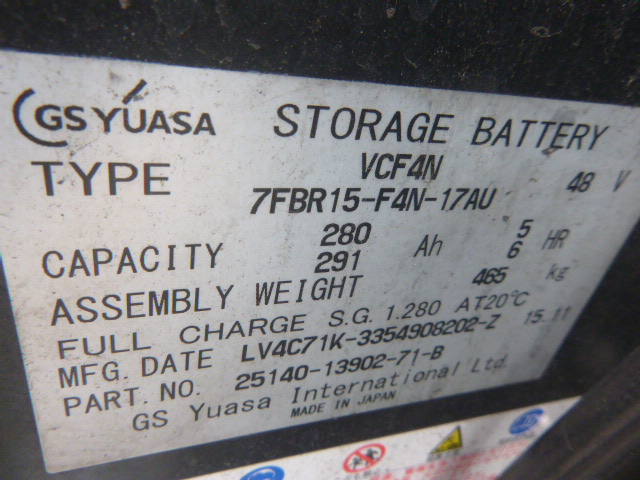 GS YUASA STORAGE BATTERY
TYPE VCF4N 48 V
7FBR15-F4N-17AU
CAPACITY 280 Ah 5 HR
291 6
ASSEMBLY WEIGHT 465 kg
FULL CHARGE S.G. 1.280 AT20℃
MFG. DATE LV4C71K-3354908202-Z 15.11
PART. NO. 25140-13902-71-B
GS Yuasa International Ltd.
MADE IN JAPAN